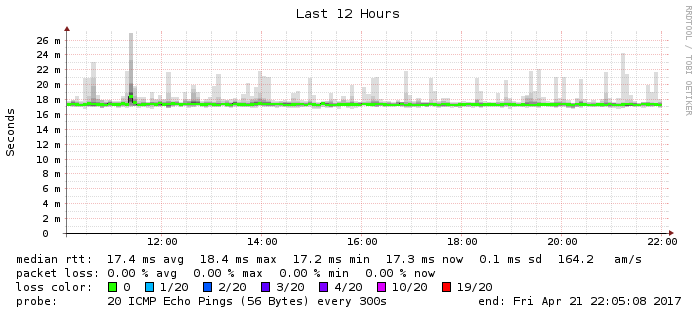 Last 12 Hours
RRDTOOL / TOBI OETIKER
Seconds
26 m
24 m
22 m
20 m
18 m
16 m
14 m
12 m
10 m
8 m
6 m
4 m
2 m
0
12:00 14:00 16:00 18:00 20:00 22:00
median rtt: 17.4 ms avg 18.4 ms max 17.2 ms min 17.3 ms now 0.1 ms sd 164.2 am/s
packet loss: 0.00 % avg 0.00 % max 0.00 % min 0.00 % now
loss color: 0 1/20 2/20 3/20 4/20 10/20 19/20
probe: 20 ICMP Echo Pings (56 Bytes) every 300s end: Fri Apr 21 22:05:08 2017